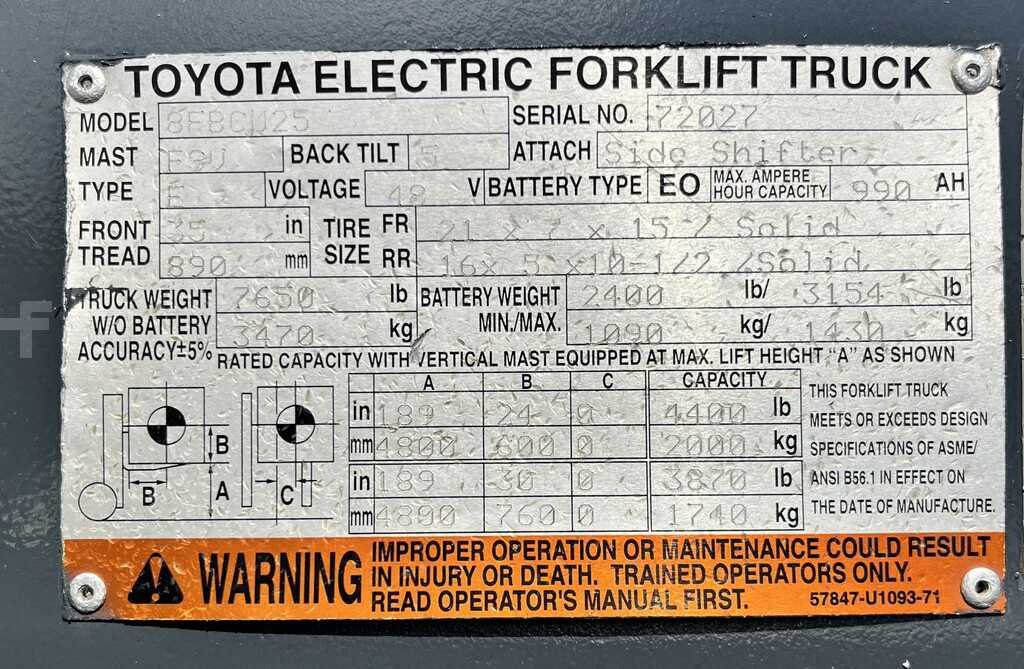 TOYOTA ELECTRIC FORKLIFT TRUCK
MODEL 8FBCU25 SERIAL NO. 72027
MAST BACK TILT 5 ATTACH Side Shifter
TYPE E VOLTAGE 48 V BATTERY TYPE EO MAX. AMPERE HOUR CAPACITY 990 AH
FRONT TREAD 35 in TIRE SIZE FR 21 x 7 x 15 / Solid
890 mm RR 16x 5 x10-1/2 /Solid
TRUCK WEIGHT 7650 lb BATTERY WEIGHT 2400 lb/ 3154 lb
W/O BATTERY 3470 kg MIN./MAX. 1090 kg/ 1430 kg
ACCURACY±5%
RATED CAPACITY WITH VERTICAL MAST EQUIPPED AT MAX. LIFT HEIGHT "A" AS SHOWN
A B C CAPACITY
in 189 24 0 4400 lb
mm 4800 600 0 2000 kg
in 189 30 0 3870 lb
mm 4800 760 0 1740 kg
B
B A C
THIS FORKLIFT TRUCK
MEETS OR EXCEEDS DESIGN
SPECIFICATIONS OF ASME/
ANSI B56.1 IN EFFECT ON
THE DATE OF MANUFACTURE.
WARNING
IMPROPER OPERATION OR MAINTENANCE COULD RESULT
IN INJURY OR DEATH. TRAINED OPERATORS ONLY.
READ OPERATOR'S MANUAL FIRST. 57847-U1093-71